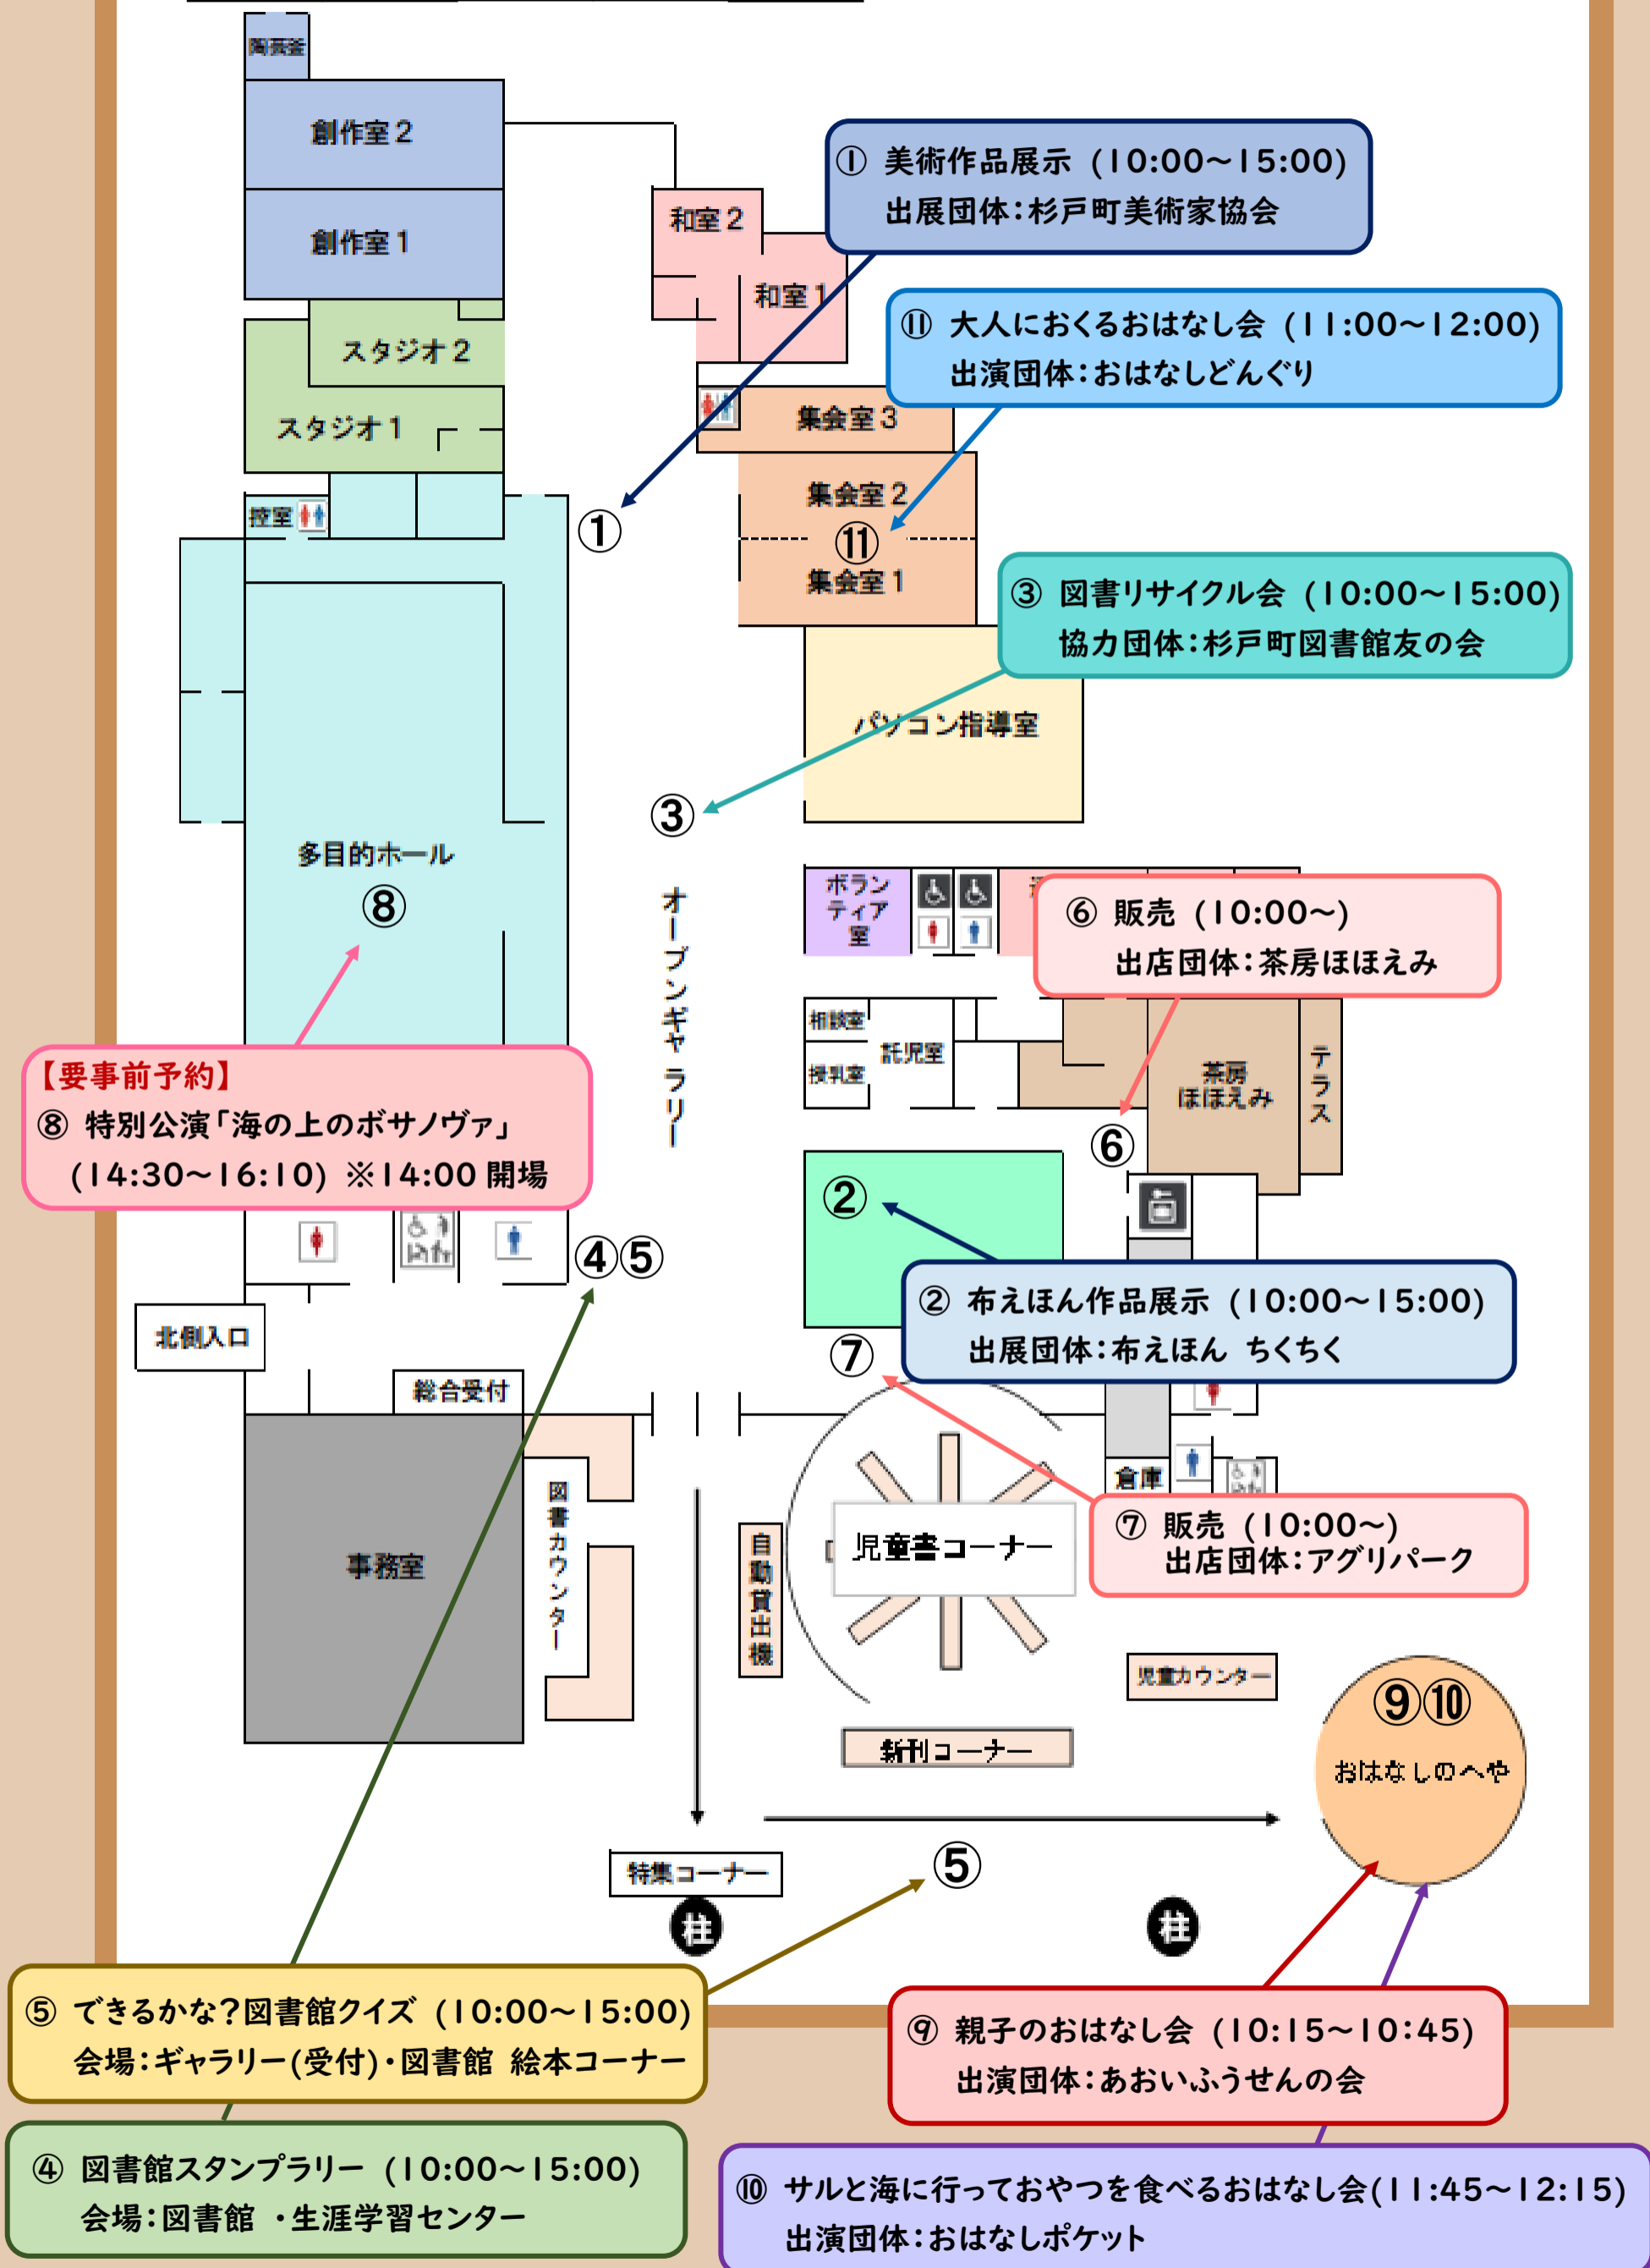 陶芸釜
創作室2
創作室1
和室2
和室1
① 美術作品展示 (10:00～15:00)
出展団体:杉戸町美術家協会
⑪ 大人におくるおはなし会 (11:00～12:00)
出演団体:おはなしどんぐり
スタジオ2
スタジオ1
集会室3
集会室2
⑪
集会室1
控室
①
③ 図書リサイクル会 (10:00～15:00)
協力団体:杉戸町図書館友の会
パソコン指導室
③
多目的ホール
⑧
オープンギャラリー
ボラン
ティア
室
⑥ 販売 (10:00～)
出店団体:茶房ほほえみ
相談室
授乳室
託児室
茶房
ほほえみ
テラス
⑥
【要事前予約】
⑧ 特別公演「海の上のボサノヴァ」
(14:30～16:10) ※14:00 開場
②
④⑤
② 布えほん作品展示 (10:00～15:00)
出展団体:布えほん ちくちく
北側入口
⑦
総合受付
事務室
図書カウンター
自動貸出機
児童書コーナー
倉庫
⑦ 販売 (10:00～)
出店団体:アグリパーク
児童カウンター
新刊コーナー
⑨⑩
おはなしのへや
特集コーナー
⑤
柱
柱
⑤ できるかな?図書館クイズ (10:00～15:00)
会場:ギャラリー(受付)・図書館 絵本コーナー
⑨ 親子のおはなし会 (10:15～10:45)
出演団体:あおいふうせんの会
④ 図書館スタンプラリー (10:00～15:00)
会場:図書館 ・生涯学習センター
⑩ サルと海に行っておやつを食べるおはなし会(11:45～12:15)
出演団体:おはなしポケット